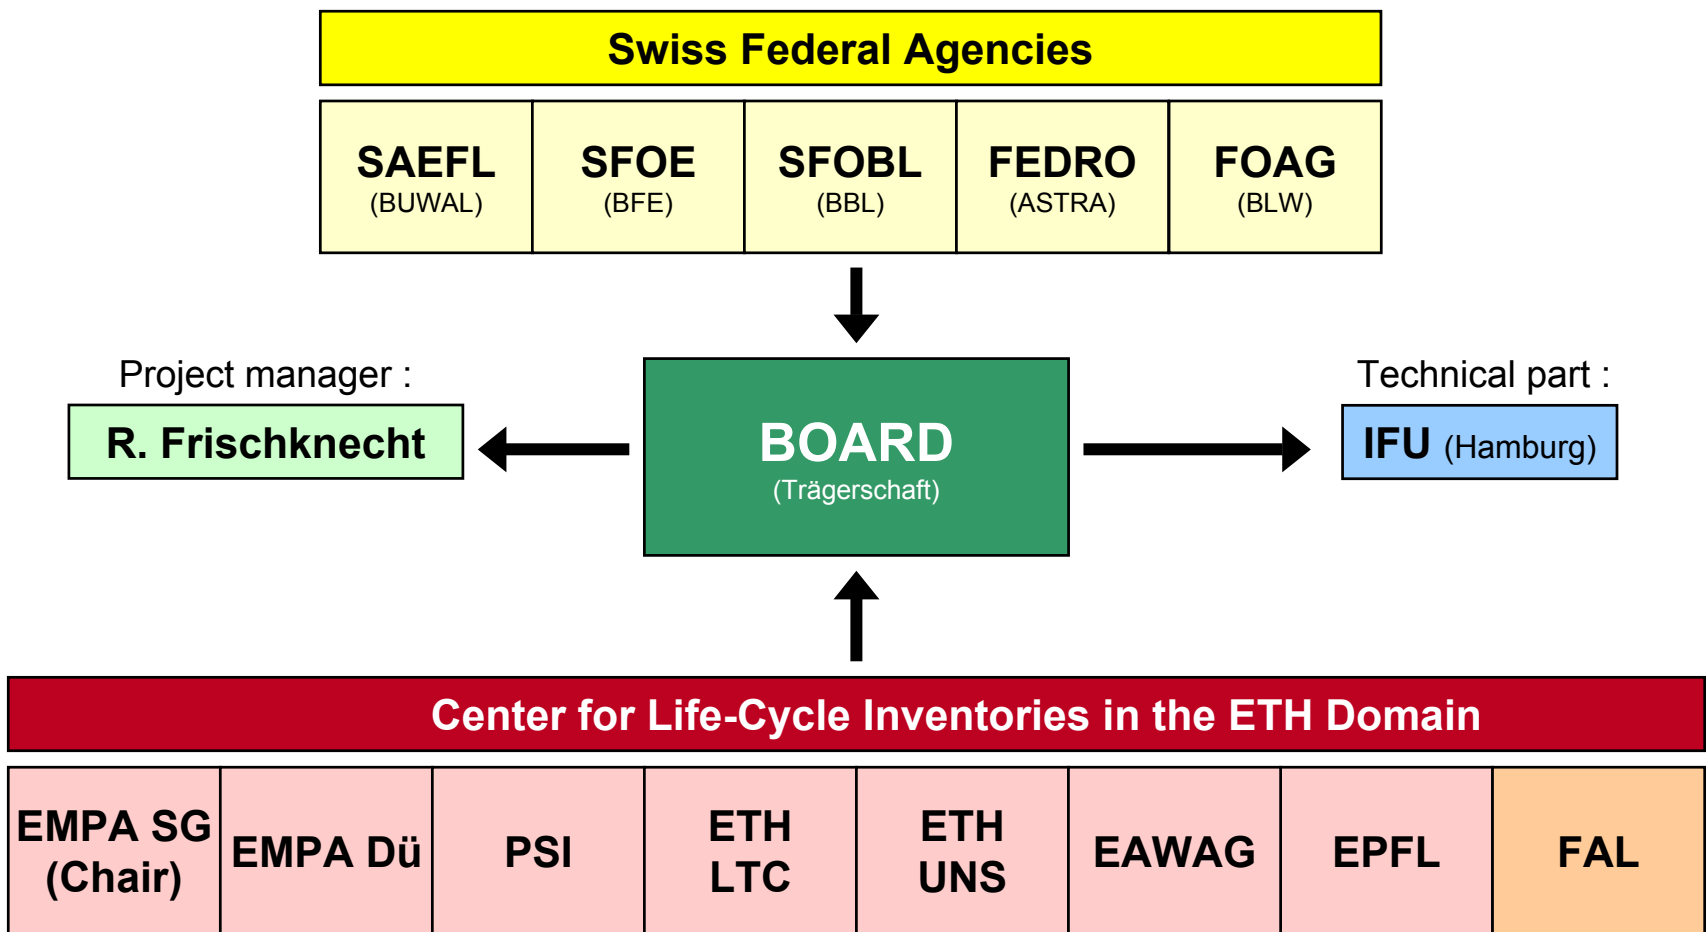 Swiss Federal Agencies
SAEFL
(BUWAL)
SFOE
(BFE)
SFOBL
(BBL)
FEDRO
(ASTRA)
FOAG
(BLW)
Project manager :
R. Frischknecht
BOARD
(Trägerschaft)
Technical part :
IFU (Hamburg)
Center for Life-Cycle Inventories in the ETH Domain
EMPA SG
(Chair)
EMPA Dü
PSI
ETH
LTC
ETH
UNS
EAWAG
EPFL
FAL